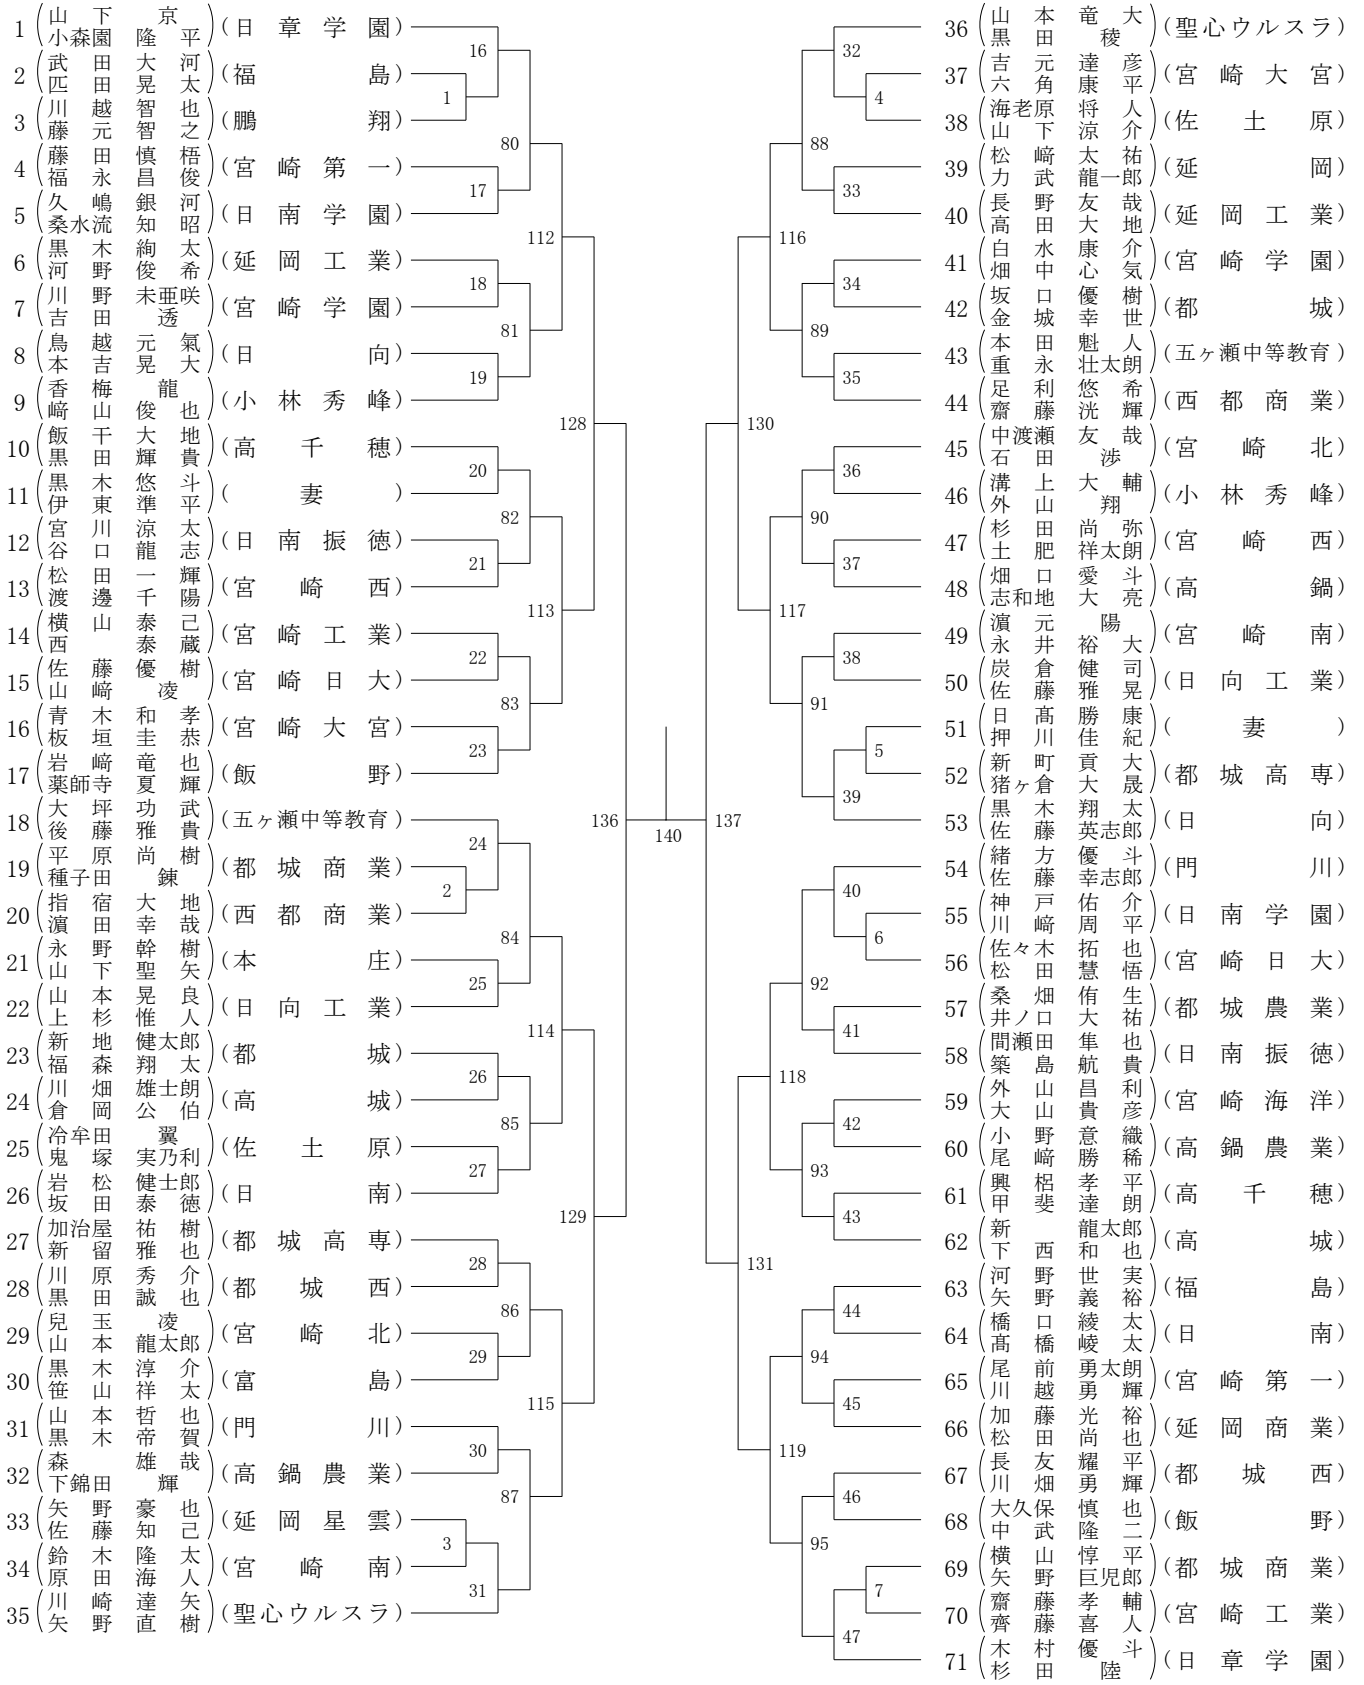 1 (山下 京 小森園 隆平) (日章学園)
2 (武田大河 匹田晃太) (福島)
3 (川越智也 藤元智之) (鵬翔)
4 (藤田慎梧 福永昌俊) (宮崎第一)
5 (久嶋銀河 桑水流知昭) (日南学園)
6 (黒木絢太 河野俊希) (延岡工業)
7 (川野未亜咲 吉田透) (宮崎学園)
8 (鳥越元氣 本吉晃大) (日向)
9 (香梅龍 﨑山俊也) (小林秀峰)
10 (飯干大地 黒田輝貴) (高千穂)
11 (黒木悠斗 伊東準平) (妻)
12 (宮川涼太 谷口龍志) (日南振徳)
13 (松田一輝 渡邊千陽) (宮崎西)
14 (横山泰己 西泰蔵) (宮崎工業)
15 (佐藤優樹 山﨑凌) (宮崎日大)
16 (青木和孝 板垣圭恭) (宮崎大宮)
17 (岩﨑竜也 薬師寺夏輝) (飯野)
18 (大坪功武 後藤雅貴) (五ヶ瀬中等教育)
19 (平原尚樹 種子田錬) (都城商業)
20 (指宿大地 濵田幸哉) (西都商業)
21 (永野幹樹 山下聖矢) (本庄)
22 (山本晃良 上杉惟人) (日向工業)
23 (新地健太郎 福森翔太) (都城)
24 (川畑雄士朗 倉岡公伯) (高城)
25 (冷牟田翼 鬼塚実乃利) (佐土原)
26 (岩松健士郎 坂田泰徳) (日南)
27 (加治屋祐樹 新留雅也) (都城高専)
28 (川原秀介 黒田誠也) (都城西)
29 (兒玉凌 山本龍太郎) (宮崎北)
30 (黒木淳介 笹山祥太) (富島)
31 (山本哲也 黒木帝賀) (門川)
32 (森雄哉 下錦田輝) (高鍋農業)
33 (矢野豪也 佐藤知己) (延岡星雲)
34 (鈴木隆太 原田海人) (宮崎南)
35 (川崎達矢 矢野直樹) (聖心ウルスラ)
16
1
80
17
112
18
81
19
128
20
82
21
113
22
83
23
136
24
2
84
25
114
26
85
27
129
28
86
29
115
30
87
3
31
140
137
32
4
88
33
116
34
89
35
130
36
90
37
117
38
91
5
39
40
6
92
41
118
42
93
43
131
44
94
45
119
46
95
7
47
36 (山本竜大 黒田稜) (聖心ウルスラ)
37 (吉元達彦 六角康平) (宮崎大宮)
38 (海老原将人 山下涼介) (佐土原)
39 (松﨑太祐 力武龍一郎) (延岡)
40 (長野友哉 高田大地) (延岡工業)
41 (白水康介 畑中心気) (宮崎学園)
42 (坂口優樹 金城幸世) (都城)
43 (本田魁人 重永壮太朗) (五ヶ瀬中等教育)
44 (足利悠希 齋藤洸輝) (西都商業)
45 (中渡瀬友哉 石田渉) (宮崎北)
46 (溝上大輔 外山翔) (小林秀峰)
47 (杉田尚弥 土肥祥太朗) (宮崎西)
48 (畑口愛斗 志和地大亮) (高鍋)
49 (濵元陽 永井裕大) (宮崎南)
50 (炭倉健司 佐藤雅晃) (日向工業)
51 (日髙勝康 押川佳紀) (妻)
52 (新町貢大 猪ヶ倉大晟) (都城高専)
53 (黒木翔太 佐藤英志郎) (日向)
54 (緒方優斗 佐藤幸志郎) (門川)
55 (神戸佑介 川﨑周平) (日南学園)
56 (佐々木拓也 松田慧悟) (宮崎日大)
57 (桑畑侑生 井ノ口大祐) (都城農業)
58 (間瀬田隼也 築島航貴) (日南振徳)
59 (外山昌利 大山貴彦) (宮崎海洋)
60 (小野意織 尾﨑勝稀) (高鍋農業)
61 (興梠孝平 甲斐達朗) (高千穂)
62 (新龍太郎 下西和也) (高城)
63 (河野世実 矢野義裕) (福島)
64 (橋口綾太 髙橋崚太) (日南)
65 (尾前勇太朗 川越勇輝) (宮崎第一)
66 (加藤光裕 松田尚也) (延岡商業)
67 (長友耀平 川畑勇輝) (都城西)
68 (大久保慎也 中武隆二) (飯野)
69 (横山惇平 矢野巨児郎) (都城商業)
70 (齋藤孝輔 齊藤喜人) (宮崎工業)
71 (木村優斗 杉田陸) (日章学園)